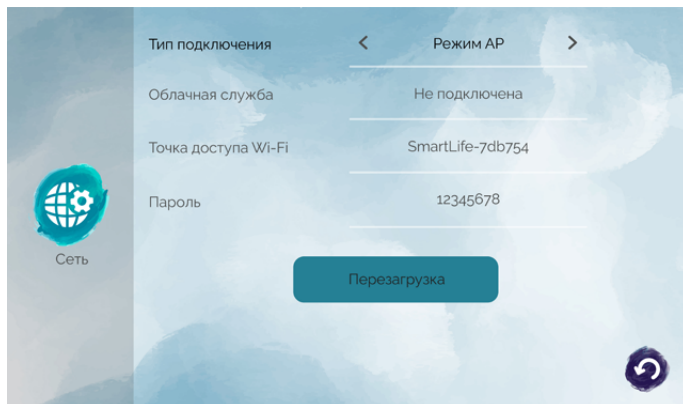 Тип подключения
Режим AP
Облачная служба
Не подключена
Точка доступа Wi-Fi
SmartLife-7db754
Пароль
12345678
Сеть
Перезагрузка